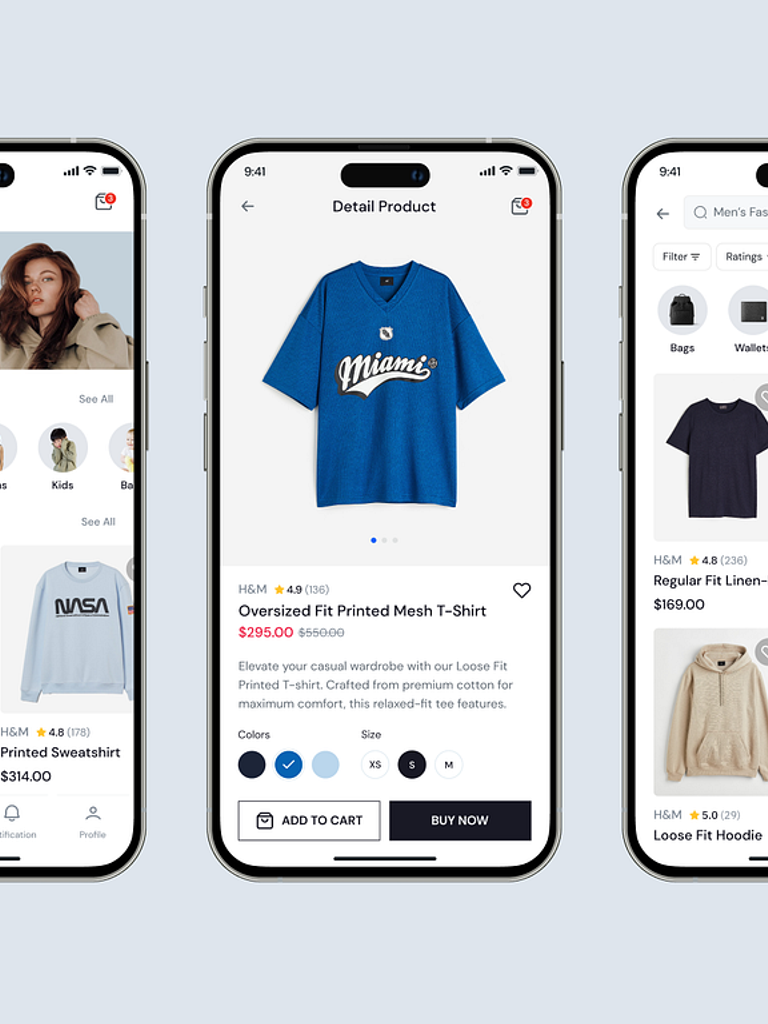 3
See All
ns
Kids
Ba
See All
NASA
H&M 4.8 (178)
Printed Sweatshirt
$314.00
tification
Profile
9:41
Detail Product
3
Miami
H&M 4.9 (136)
Oversized Fit Printed Mesh T-Shirt
$295.00 $550.00
Elevate your casual wardrobe with our Loose Fit
Printed T-shirt. Crafted from premium cotton for
maximum comfort, this relaxed-fit tee features.
Colors Size
XS S M
ADD TO CART BUY NOW
9:41
Men's Fas
Filter Ratings
Bags Wallets
H&M 4.8 (236)
Regular Fit Linen-
$169.00
H&M 5.0 (29)
Loose Fit Hoodie